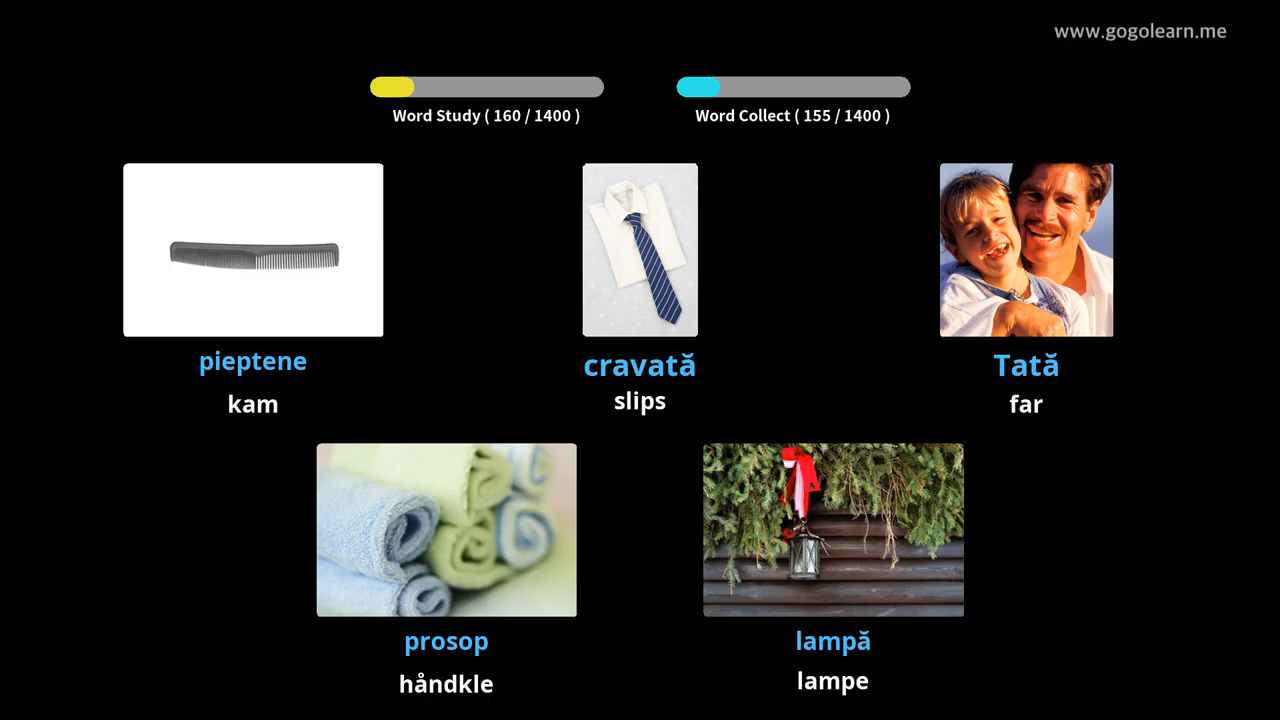 www.gogolearn.me
Word Study ( 160 / 1400 )
Word Collect ( 155 / 1400 )
pieptene
kam
cravată
slips
Tată
far
prosop
håndkle
lampă
lampe